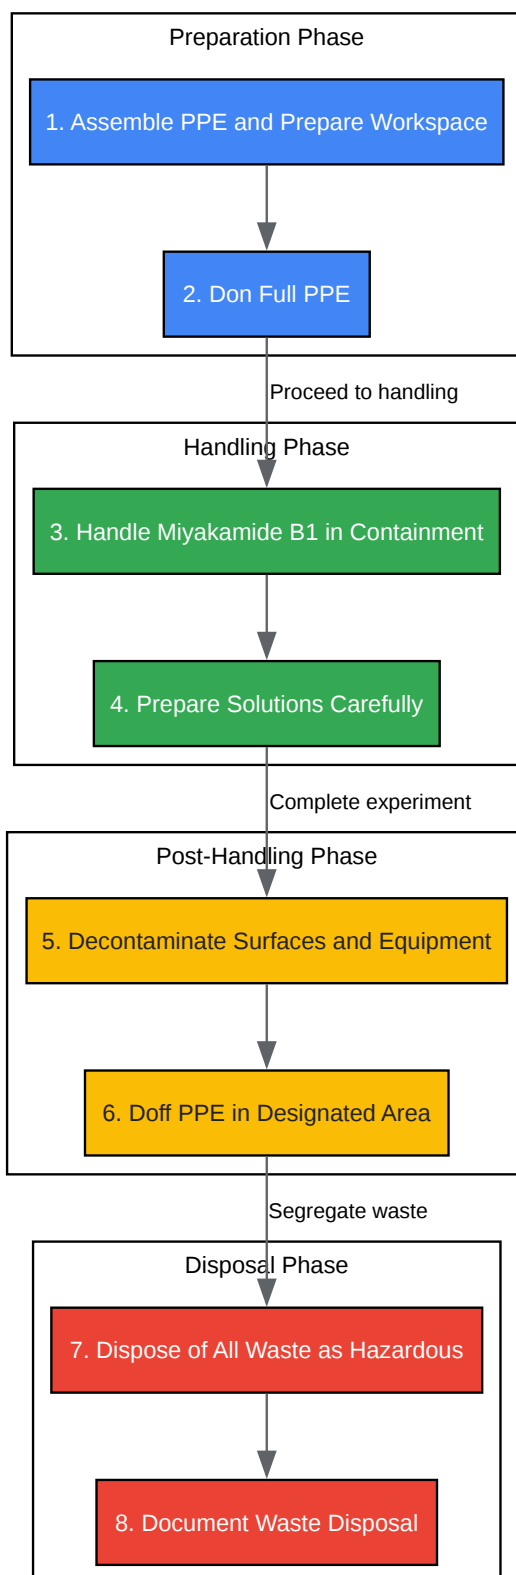 Preparation Phase
1. Assemble PPE and Prepare Workspace
2. Don Full PPE
Proceed to handling
Handling Phase
3. Handle Miyakamide B1 in Containment
4. Prepare Solutions Carefully
Complete experiment
Post-Handling Phase
5. Decontaminate Surfaces and Equipment
6. Doff PPE in Designated Area
Segregate waste
Disposal Phase
7. Dispose of All Waste as Hazardous
8. Document Waste Disposal